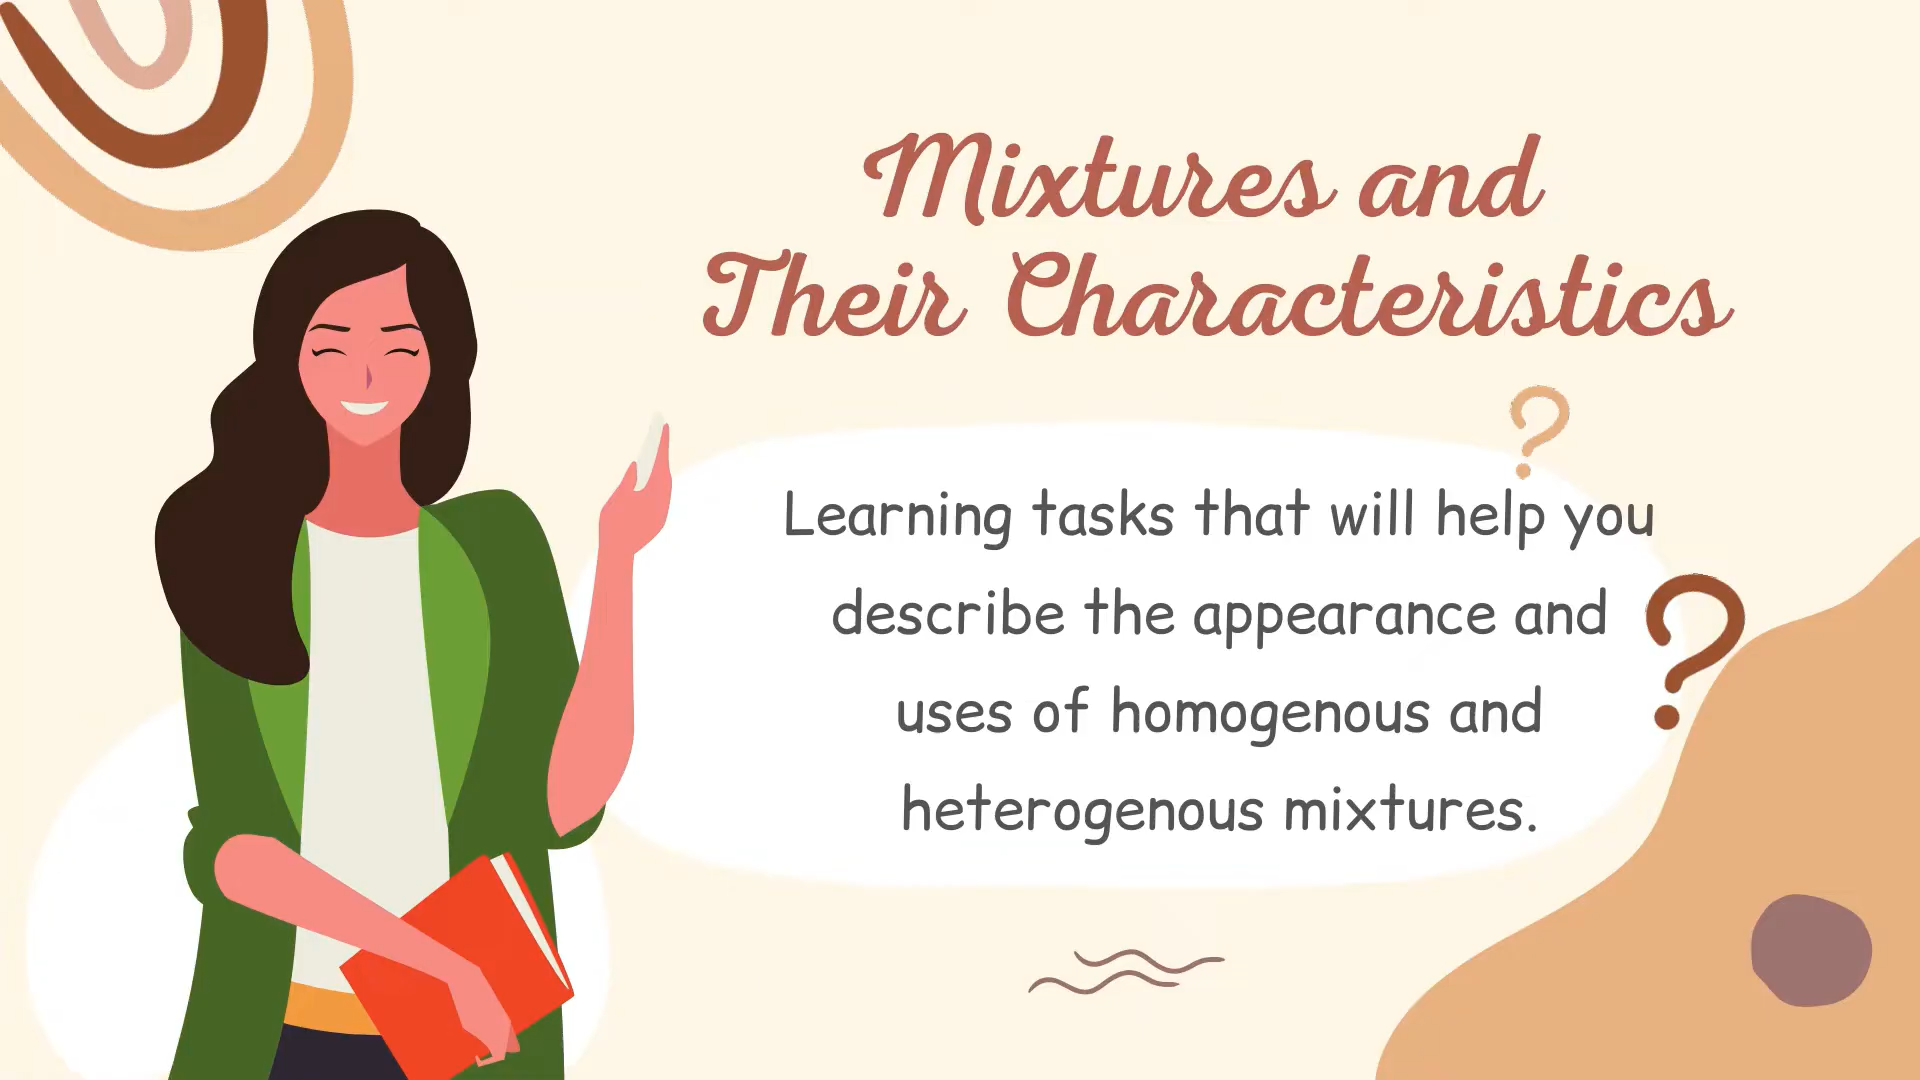 Mixtures and
Their Characteristics
Learning tasks that will help you
describe the appearance and
uses of homogenous and
heterogenous mixtures.
?
?